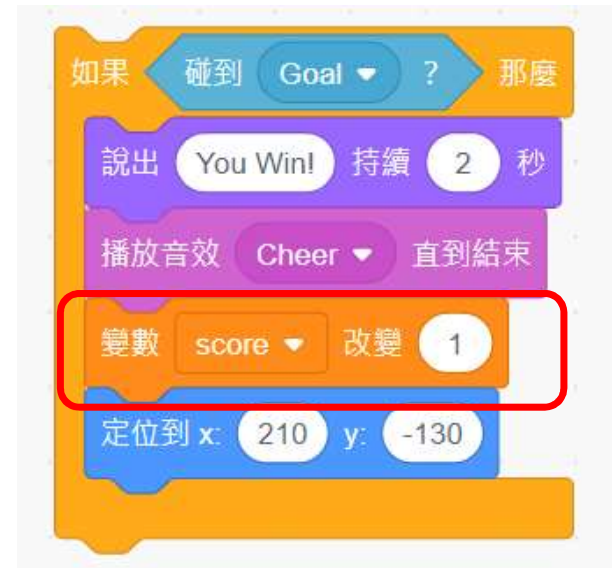 如果 碰到 Goal ? 那麼
說出 You Win! 持續 2 秒
播放音效 Cheer 直到結束
變數 score 改變 1
定位到 x: 210 y: -130